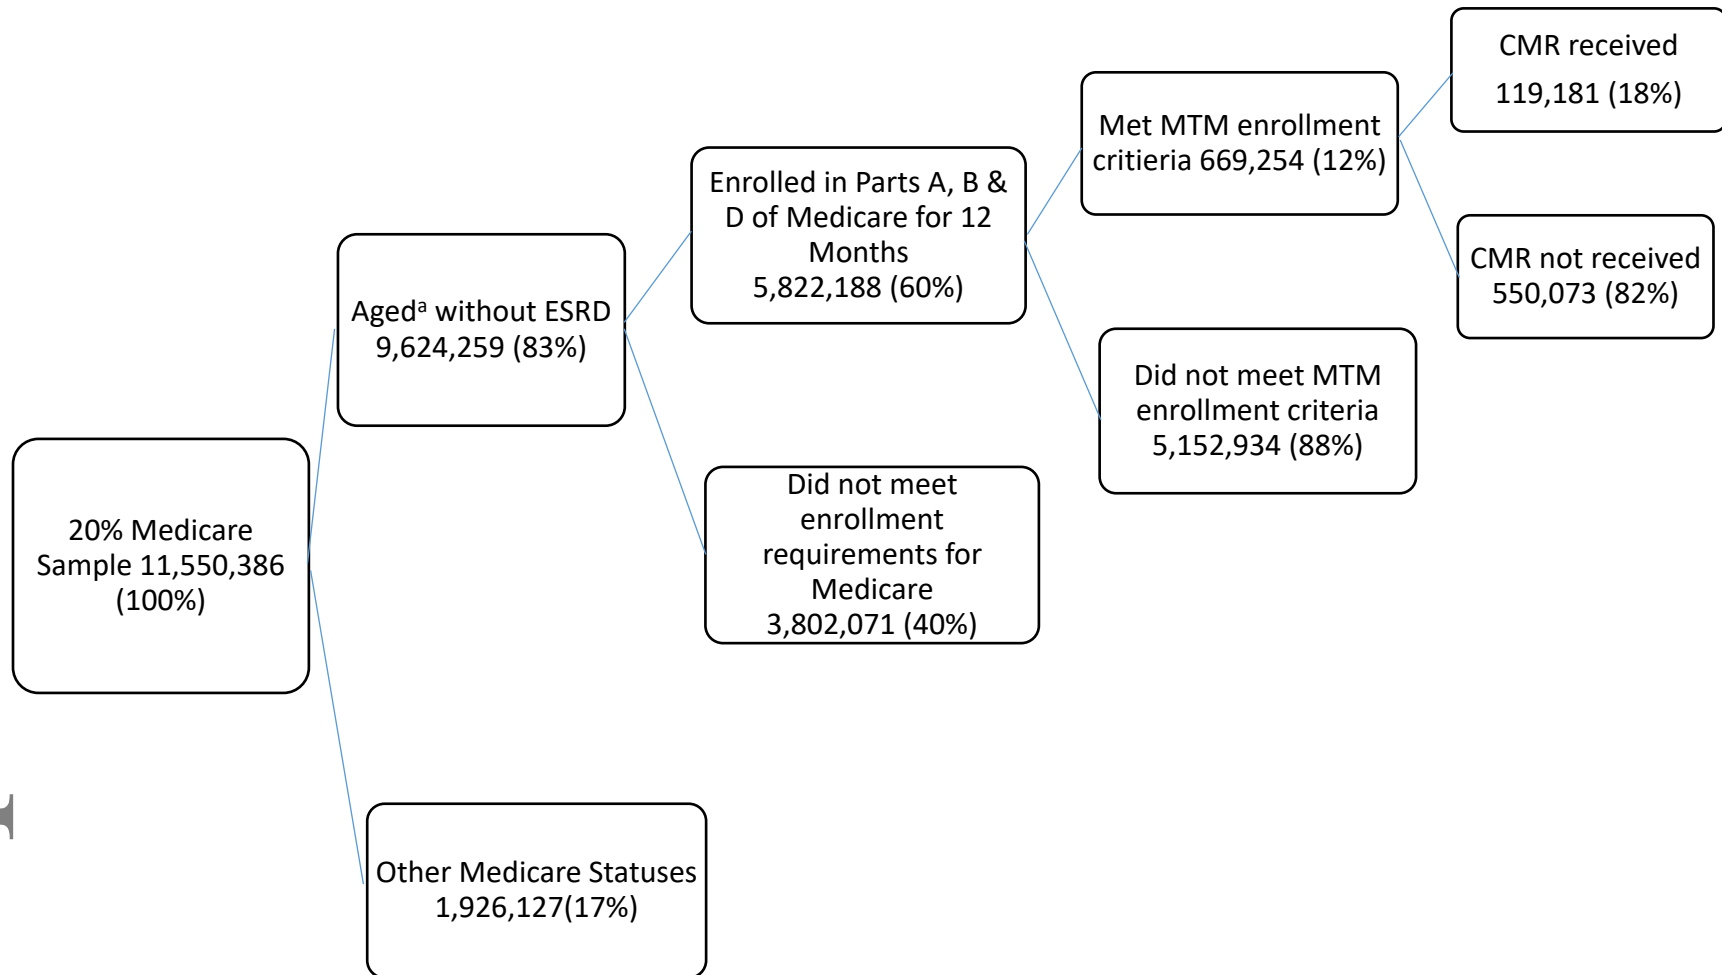 20% Medicare
Sample 11,550,386
(100%)
Agedᵃ without ESRD
9,624,259 (83%)
Other Medicare Statuses
1,926,127(17%)
Enrolled in Parts A, B &
D of Medicare for 12
Months
5,822,188 (60%)
Did not meet
enrollment
requirements for
Medicare
3,802,071 (40%)
Met MTM enrollment
critieria 669,254 (12%)
Did not meet MTM
enrollment criteria
5,152,934 (88%)
CMR received
119,181 (18%)
CMR not received
550,073 (82%)